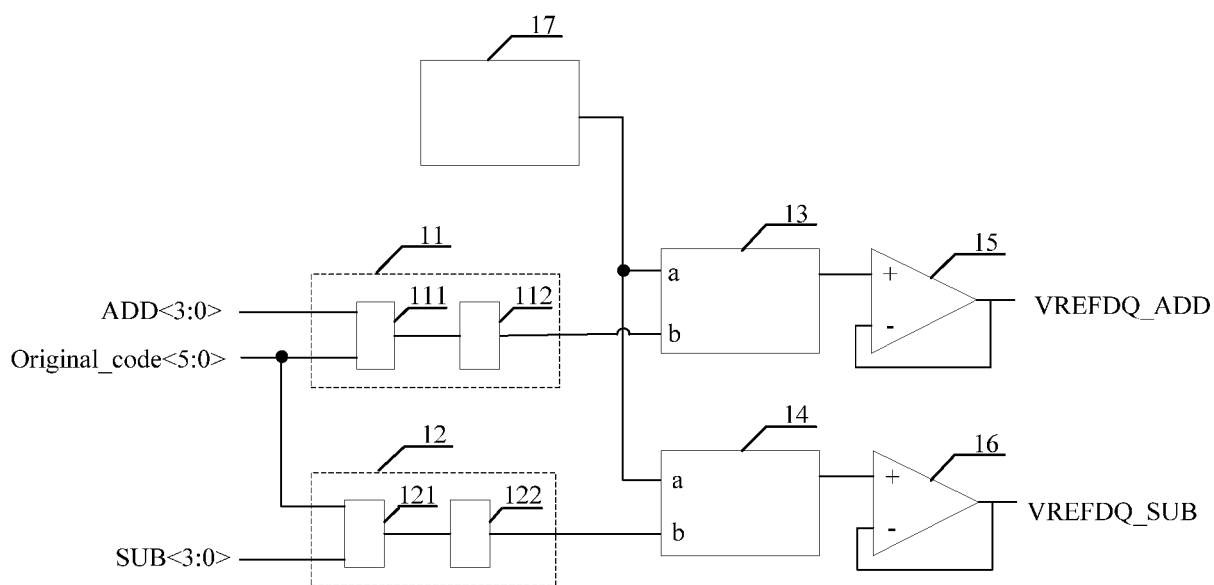 17
13
11
15
a
+
ADD<3:0>
111
112
VREFDQ_ADD
-
b
Original_code<5:0>
14
12
16
a
+
121
122
VREFDQ_SUB
b
-
SUB<3:0>